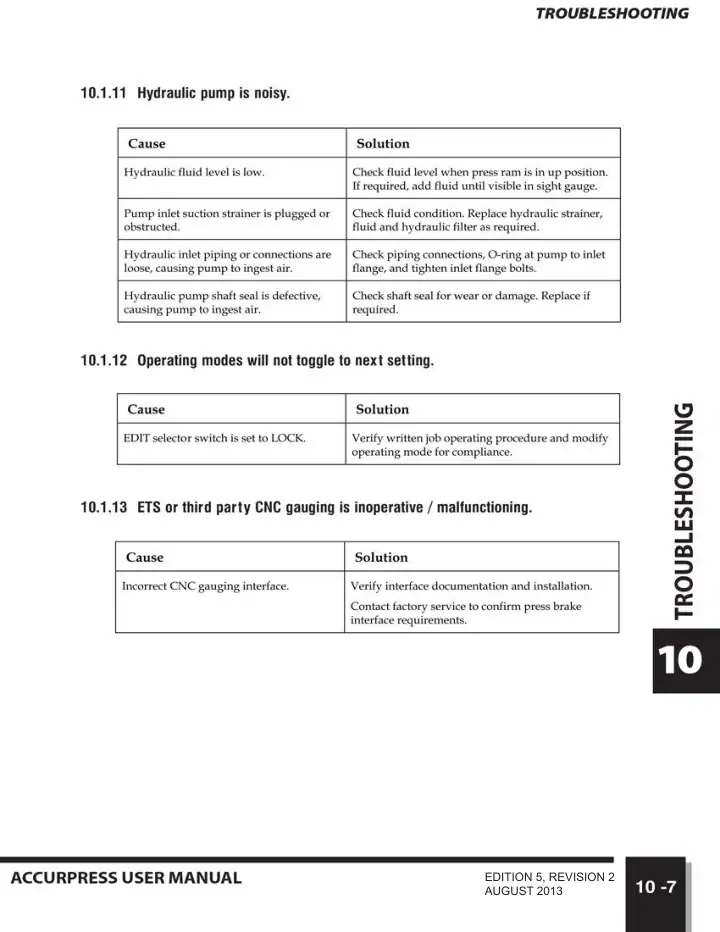 TROUBLESHOOTING
10.1.11 Hydraulic pump is noisy.
Cause
Solution
Hydraulic fluid level is low.
Check fluid level when press ram is in up position.
If required, add fluid until visible in sight gauge.
Pump inlet suction strainer is plugged or
obstructed.
Check fluid condition. Replace hydraulic strainer,
fluid and hydraulic filter as required.
Hydraulic inlet piping or connections are
loose, causing pump to ingest air.
Check piping connections, O-ring at pump to inlet
flange, and tighten inlet flange bolts.
Hydraulic pump shaft seal is defective,
causing pump to ingest air.
Check shaft seal for wear or damage. Replace if
required.
10.1.12 Operating modes will not toggle to next setting.
Cause
Solution
EDIT selector switch is set to LOCK.
Verify written job operating procedure and modify
operating mode for compliance.
10.1.13 ETS or third party CNC gauging is inoperative / malfunctioning.
Cause
Solution
Incorrect CNC gauging interface.
Verify interface documentation and installation.
Contact factory service to confirm press brake
interface requirements.
TROUBLESHOOTING
10
ACCURPRESS USER MANUAL
EDITION 5, REVISION 2
AUGUST 2013
10 -7